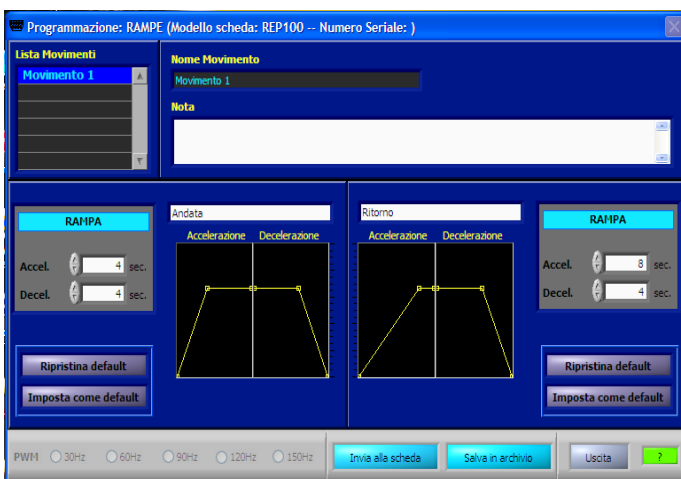 Programmazione: RAMPE (Modello scheda: REP100 -- Numero Seriale: )
Lista Movimenti
Movimento 1
Nome Movimento
Movimento 1
Nota
RAMPA
Accel. 4 sec.
Decel. 4 sec.
Ripristina default
Imposta come default
Andata
Accelerazione Decelerazione
Ritorno
Accelerazione Decelerazione
RAMPA
Accel. 8 sec.
Decel. 4 sec.
Ripristina default
Imposta come default
PWM 30Hz 60Hz 90Hz 120Hz 150Hz
Invia alla scheda
Salva in archivio
Uscita
?